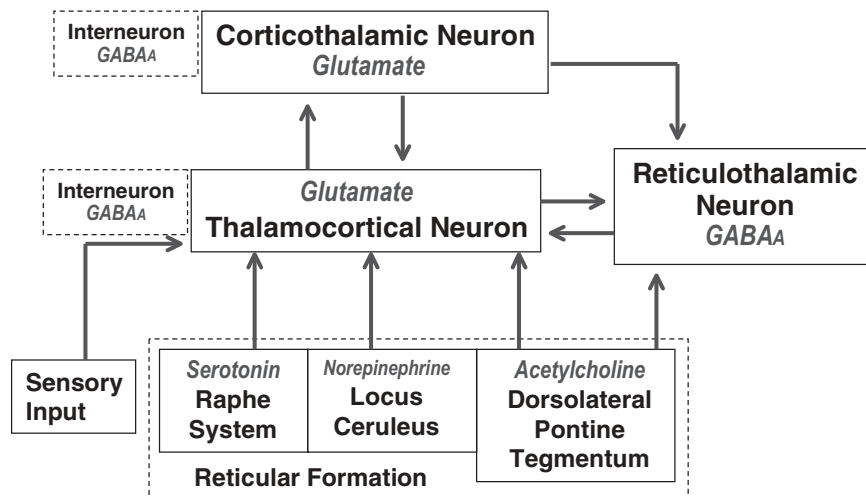 Interneuron
GABAA
Corticothalamic Neuron
Glutamate
Interneuron
GABAA
Glutamate
Thalamocortical Neuron
Reticulothalamic
Neuron
GABAA
Sensory
Input
Serotonin
Raphe
System
Norepinephrine
Locus
Ceruleus
Acetylcholine
Dorsolateral
Pontine
Tegmentum
Reticular Formation